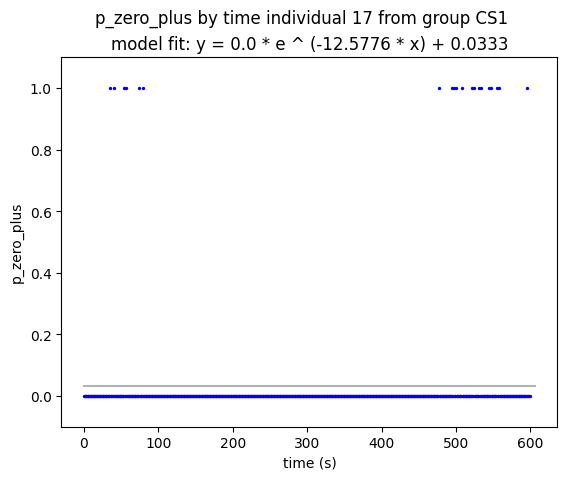 p_zero_plus by time individual 17 from group CS1
model fit: y = 0.0 * e ^ (-12.5776 * x) + 0.0333
1.0
0.8
0.6
0.4
0.2
0.0
p_zero_plus
0 100 200 300 400 500 600
time (s)